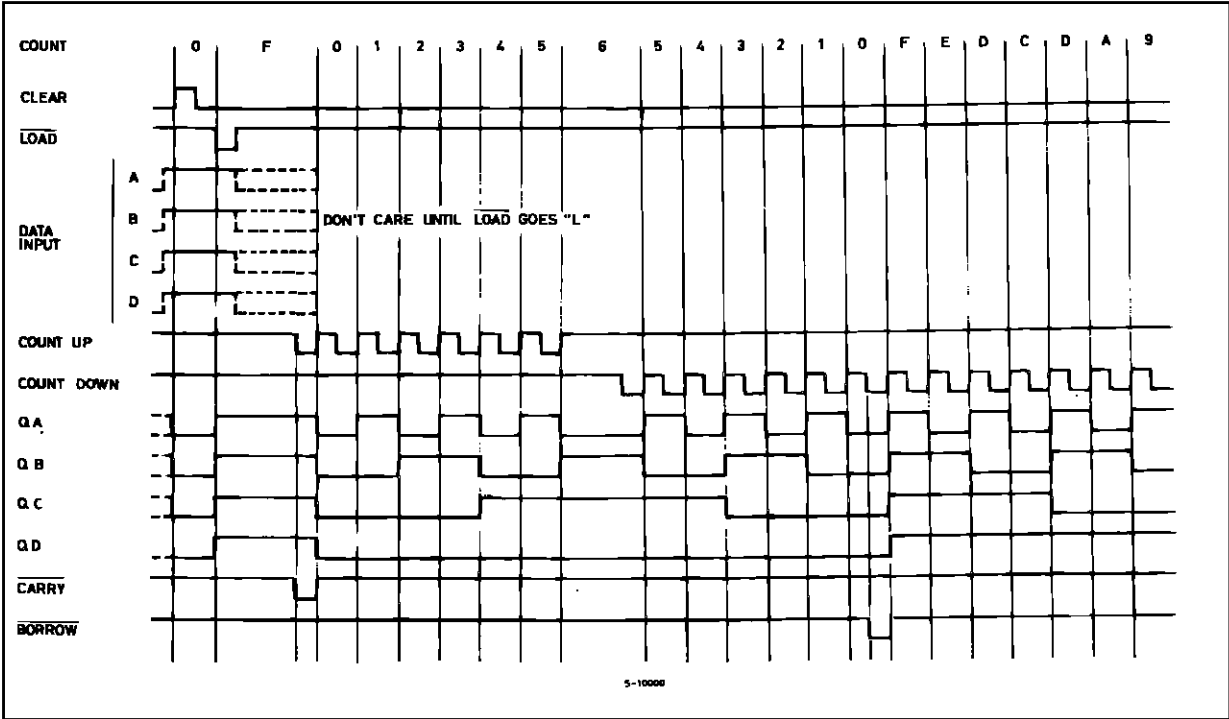 COUNT 0 F 0 1 2 3 4 5 6 5 4 3 2 1 0 F E D C D A 9
CLEAR
LOAD
DATA INPUT
A
B DON'T CARE UNTIL LOAD GOES "L"
C
D
COUNT UP
COUNT DOWN
Q A
Q B
Q C
Q D
CARRY
BORROW
5-10000